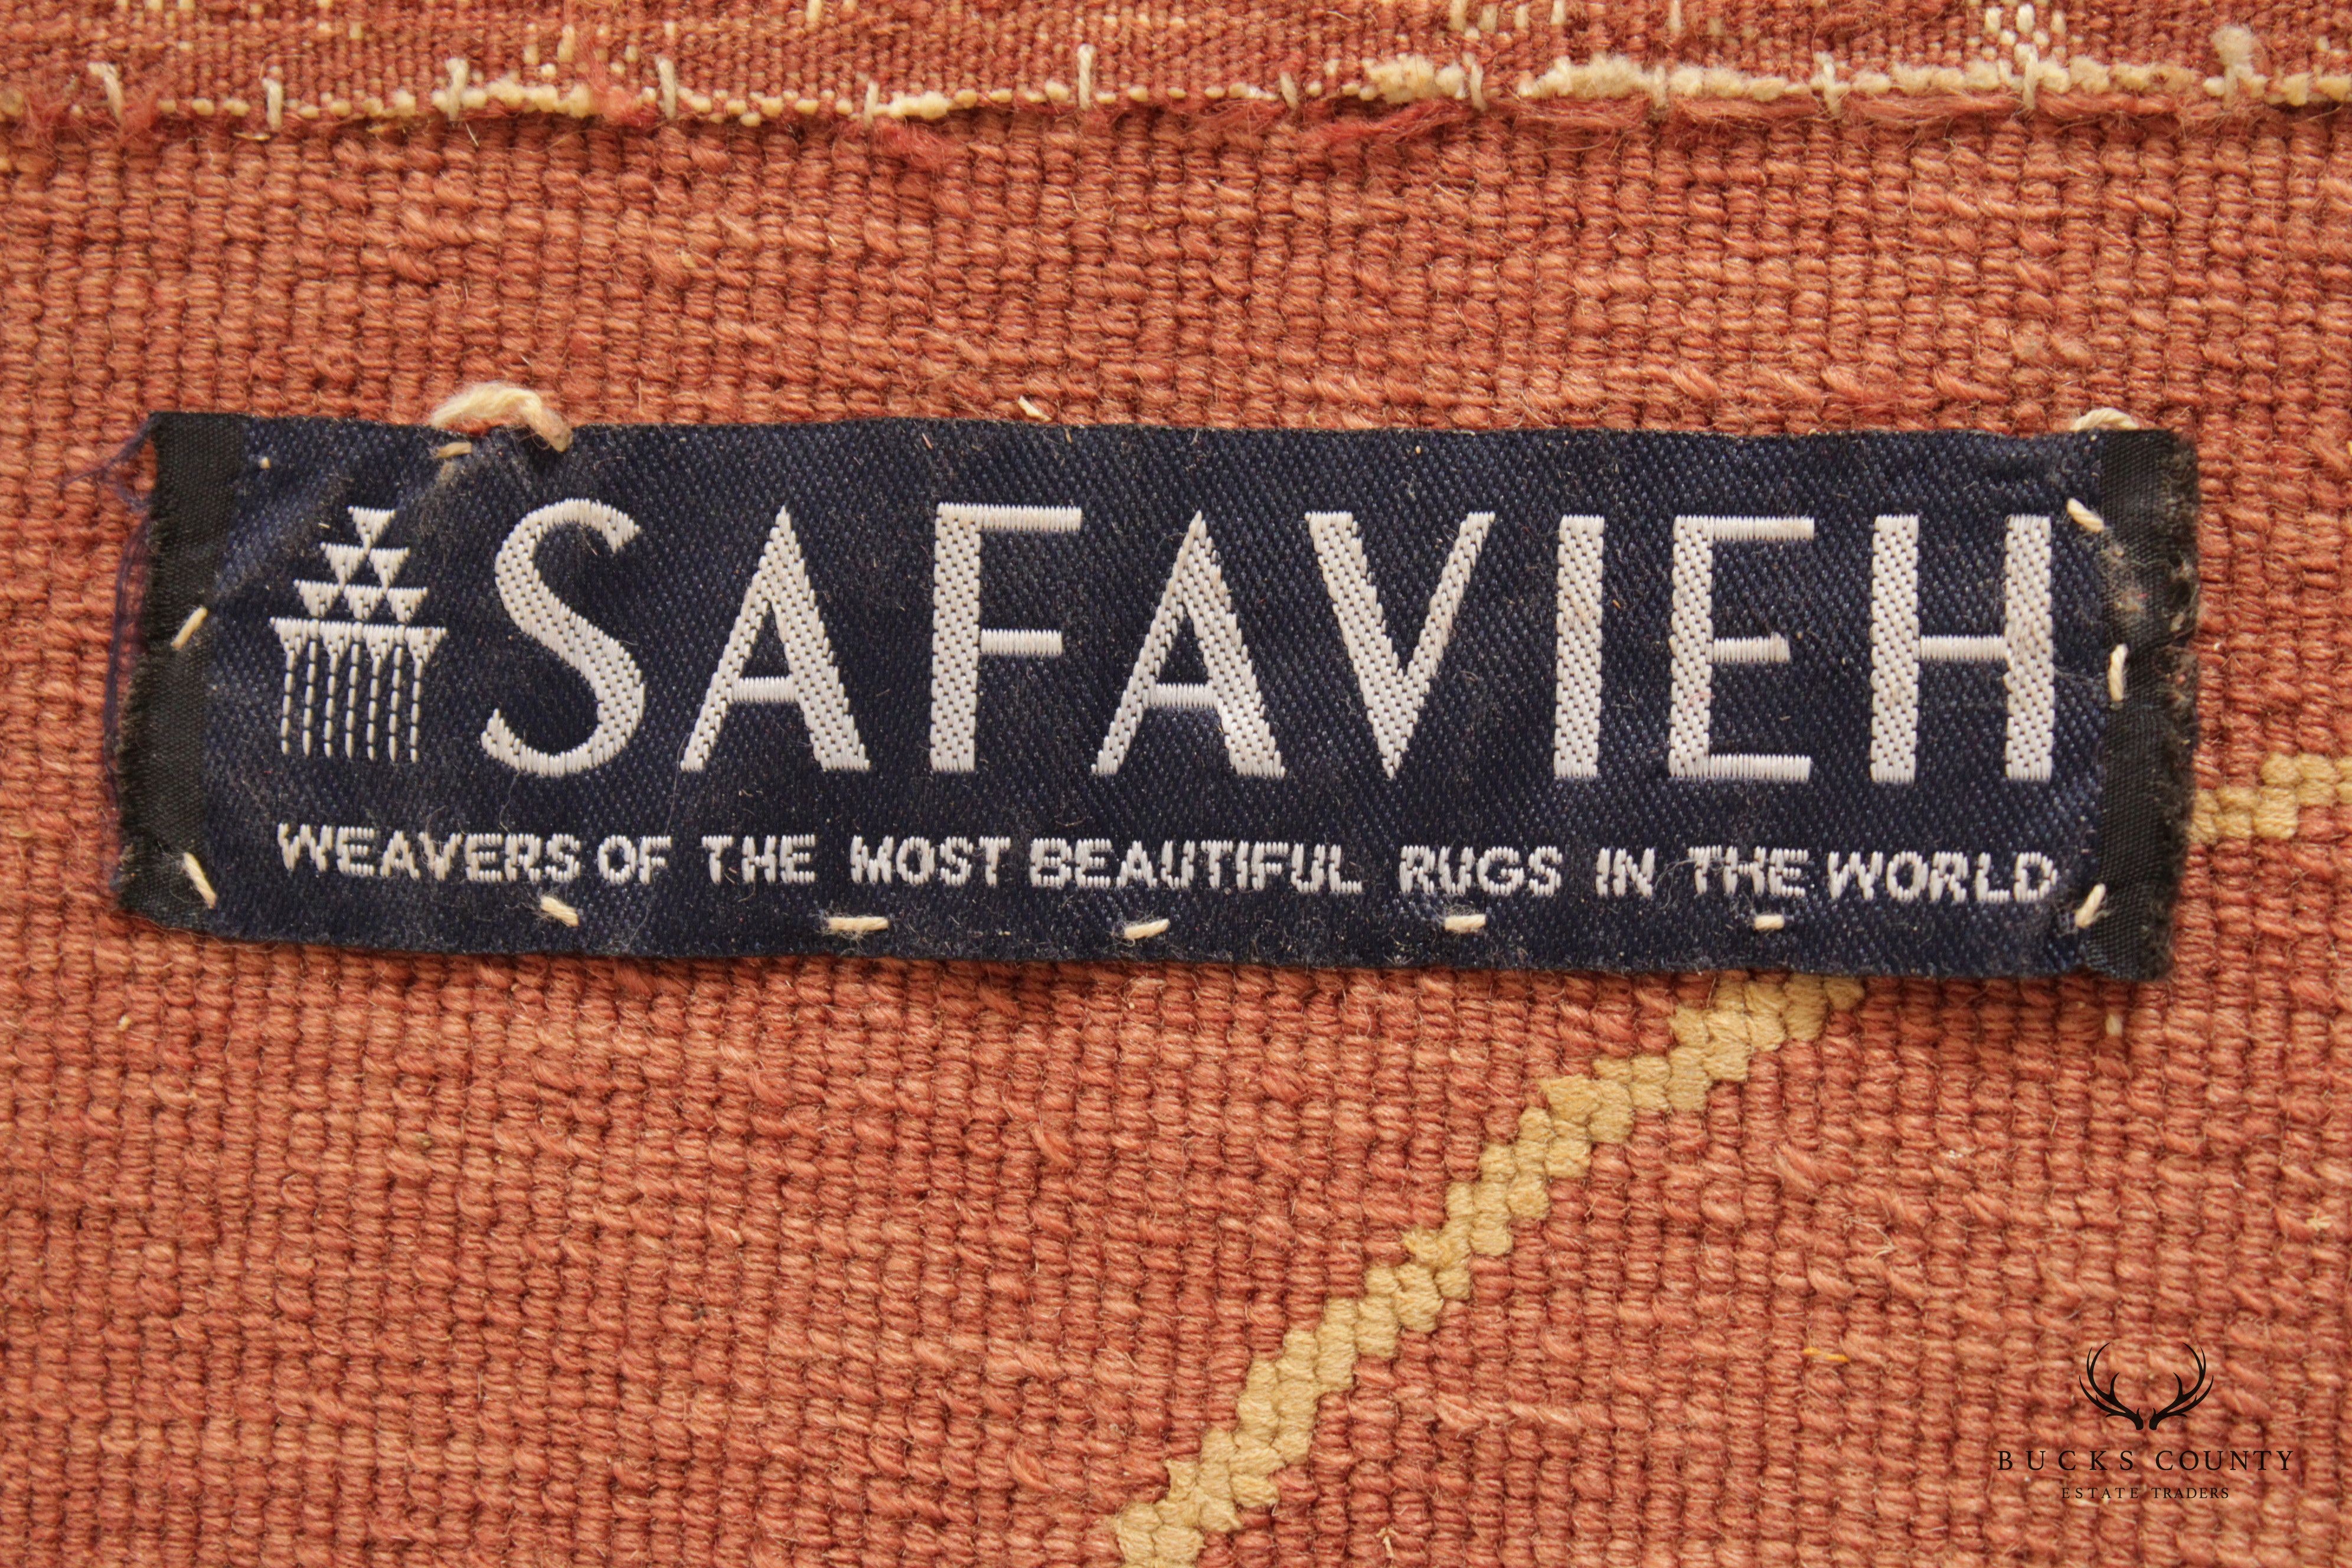 SAFAVIEH
WEAVERS OF THE MOST BEAUTIFUL RUGS IN THE WORLD
BUCKS COUNTY
ESTATE TRADERS